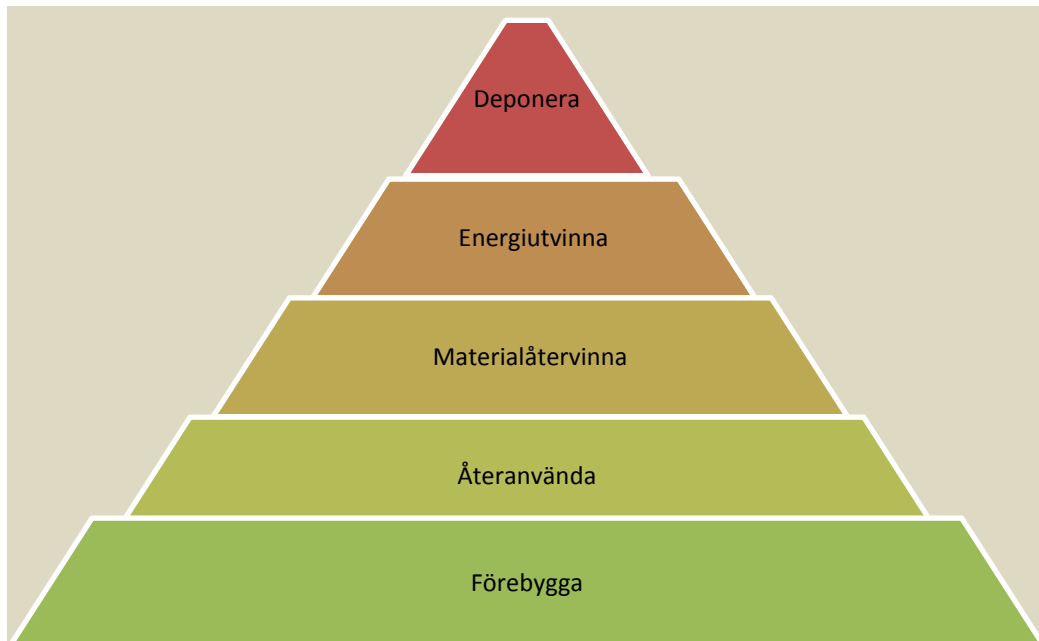 Deponera
Energiutvinna
Materialåtervinna
Återanvända
Förebygga